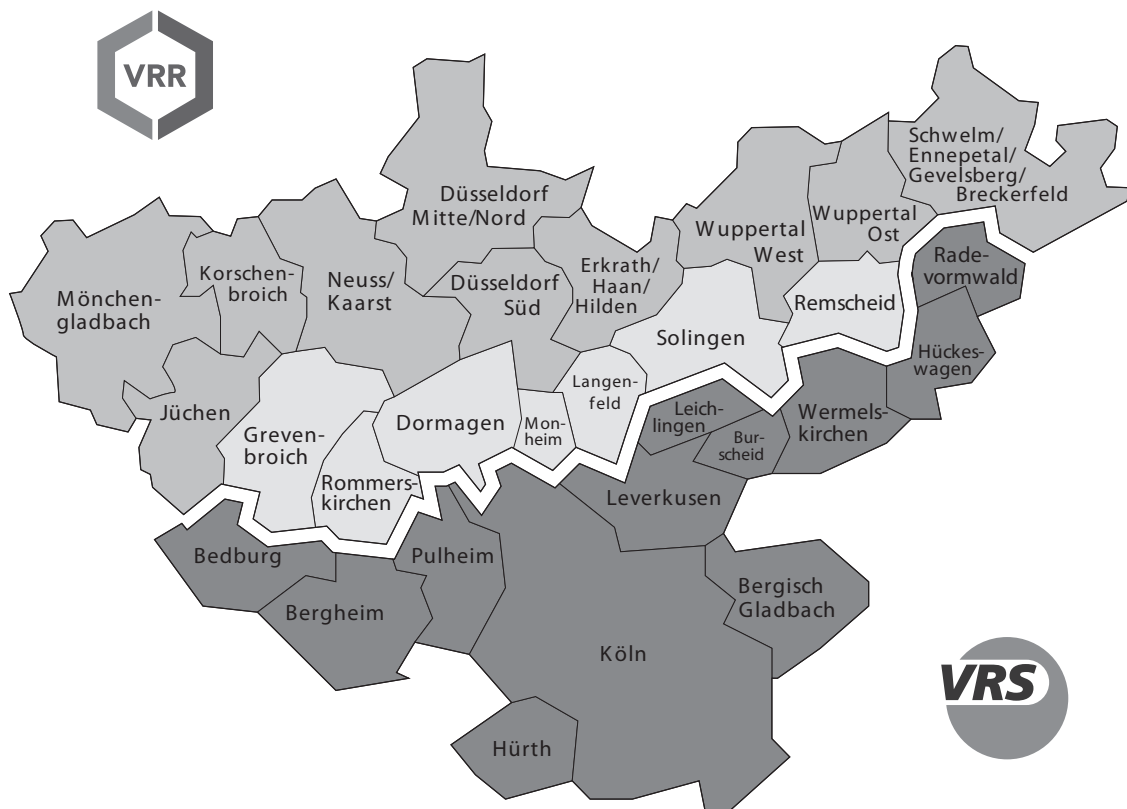 VRR
Schwelm/
Ennepetal/
Gevelsberg/
Breckerfeld
Düsseldorf
Mitte/Nord
Wuppertal
West
Wuppertal
Ost
Korschen-
broich
Neuss/
Kaarst
Düsseldorf
Süd
Erkrath/
Haan/
Hilden
Mönchen-
gladbach
Rade-
vormwald
Remscheid
Solingen
Hückes-
wagen
Jüchen
Greven-
broich
Dormagen
Mon-
heim
Langen-
feld
Leich-
lingen
Bur-
scheid
Wermels-
kirchen
Rommers-
kirchen
Leverkusen
Bedburg
Bergheim
Pulheim
Bergisch
Gladbach
Köln
Hürth
VRS